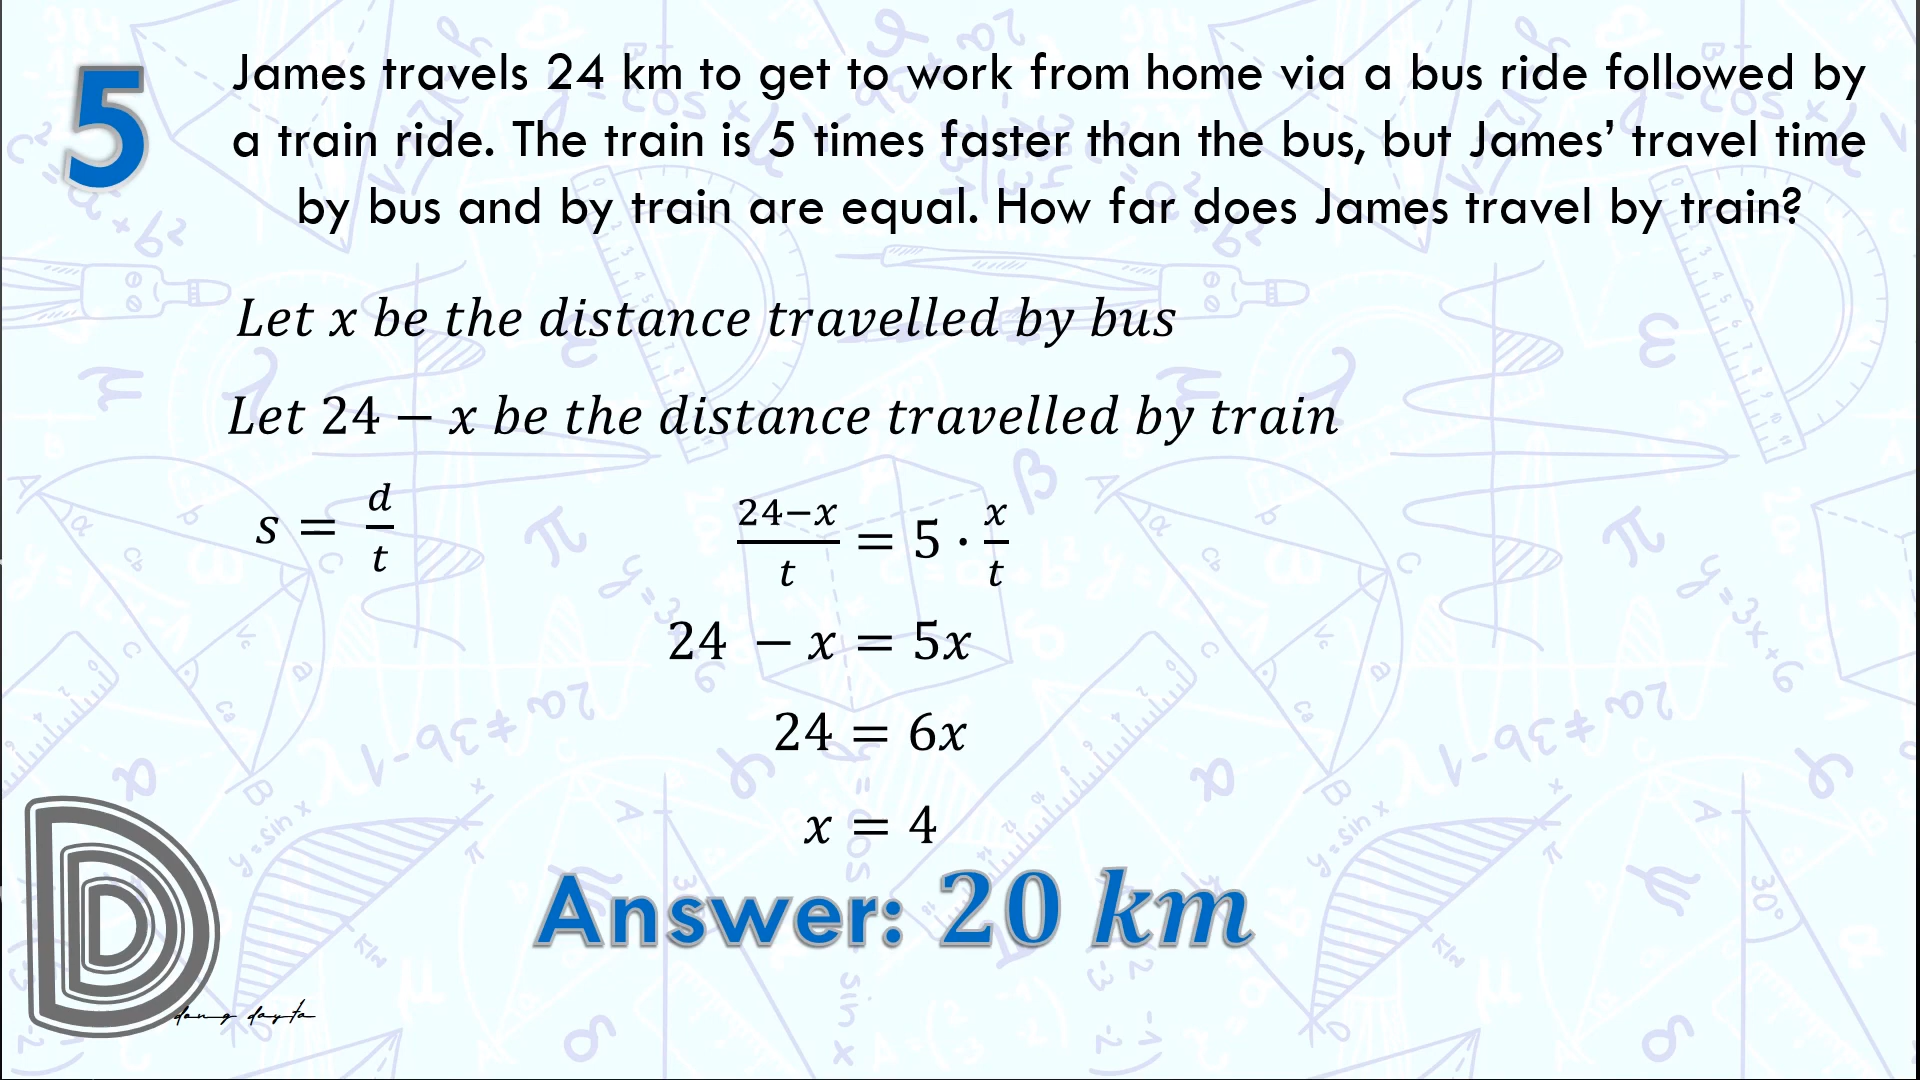 5
James travels 24 km to get to work from home via a bus ride followed by
a train ride. The train is 5 times faster than the bus, but James’ travel time
by bus and by train are equal. How far does James travel by train?
Let x be the distance travelled by bus
Let 24 − x be the distance travelled by train
s = d/t
(24−x)/t = 5 · x/t
24 − x = 5x
24 = 6x
x = 4
Answer: 20 km
D
dong dayta